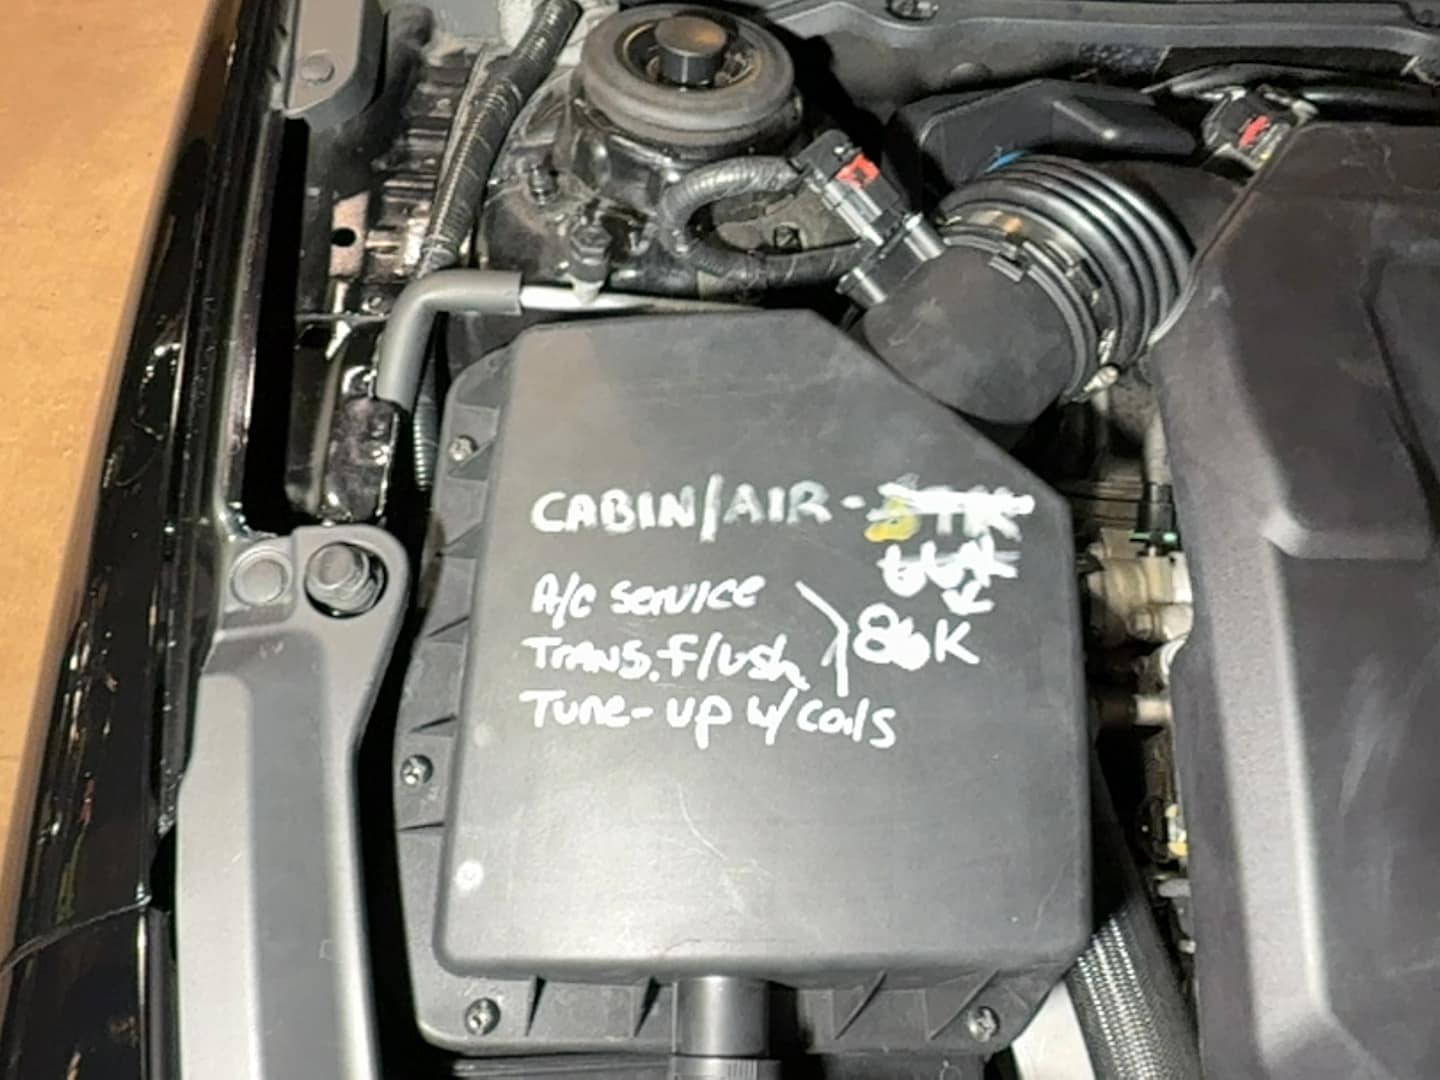 CABIN/AIR -
A/C Service
Trans. Flush } 86K
Tune-up w/ coils